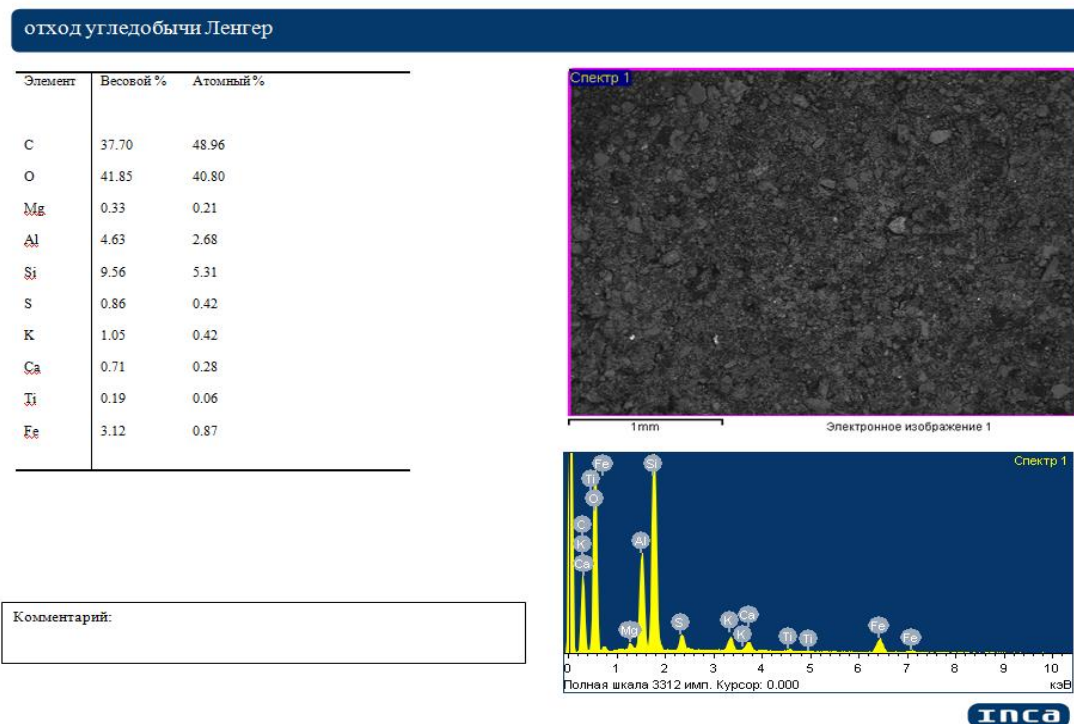 отход угледобычи Ленгер
Элемент Весовой % Атомный %
C 37.70 48.96
O 41.85 40.80
Mg 0.33 0.21
Al 4.63 2.68
Si 9.56 5.31
S 0.86 0.42
K 1.05 0.42
Ca 0.71 0.28
Ti 0.19 0.06
Fe 3.12 0.87
Комментарий:
Спектр 1
1mm Электронное изображение 1
Спектр 1
Fe
Ti
Si
O
C
K
Ca
Al
Mg
S
K
Ca
K
Ti
Ti
Fe
Fe
0 1 2 3 4 5 6 7 8 9 10
Полная шкала 3312 имп. Курсор: 0.000 кэВ
INCA